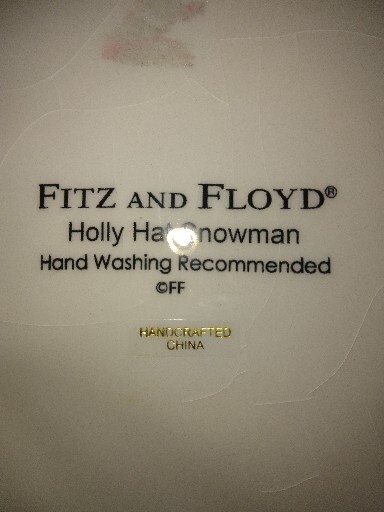 FITZ AND FLOYD®
Holly Hat Snowman
Hand Washing Recommended
©FF
HANDCRAFTED
CHINA